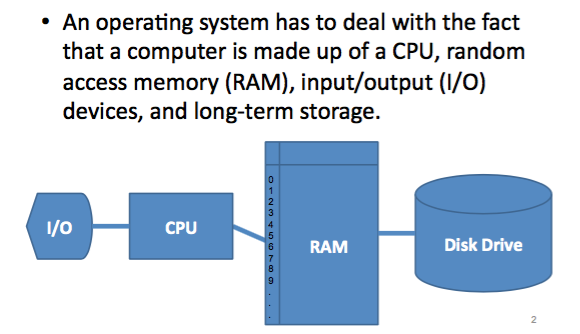 • An operating system has to deal with the fact
that a computer is made up of a CPU, random
access memory (RAM), input/output (I/O)
devices, and long-term storage.
I/O
CPU
0
1
2
3
4
5
6
7
8
9
.
.
.
RAM
Disk Drive
2